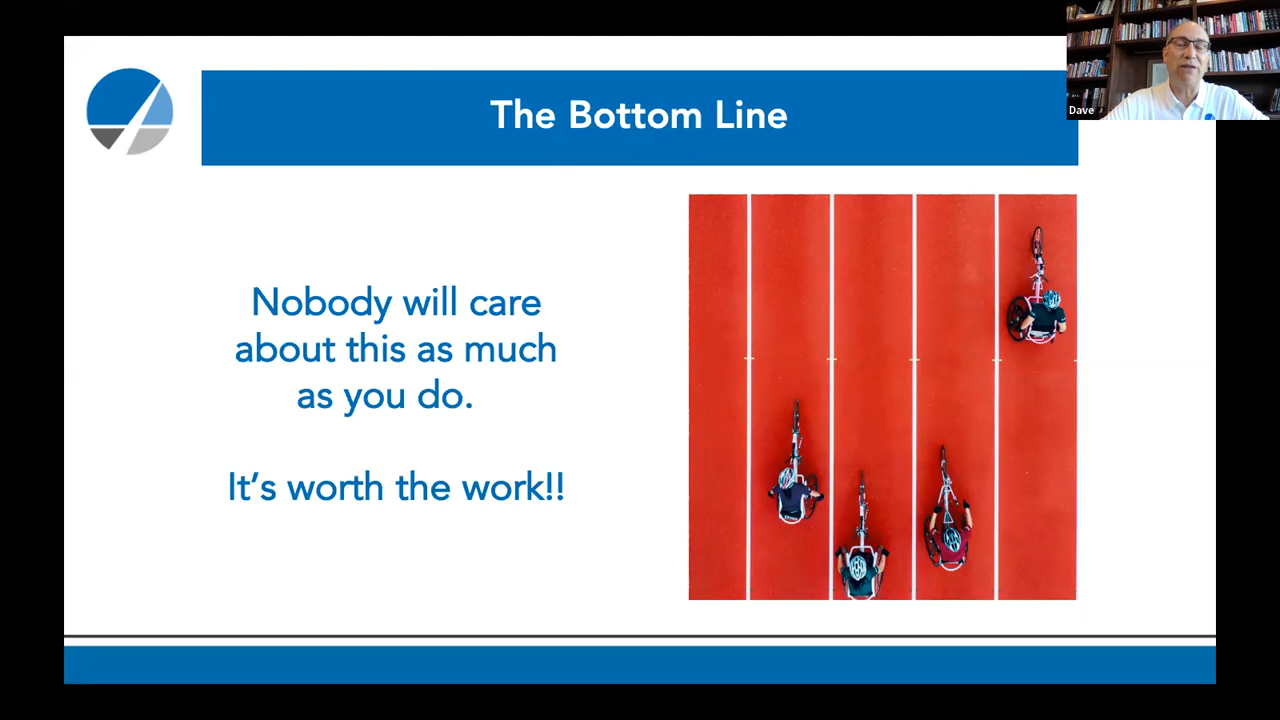 The Bottom Line
Dave
Nobody will care
about this as much
as you do.
It's worth the work!!